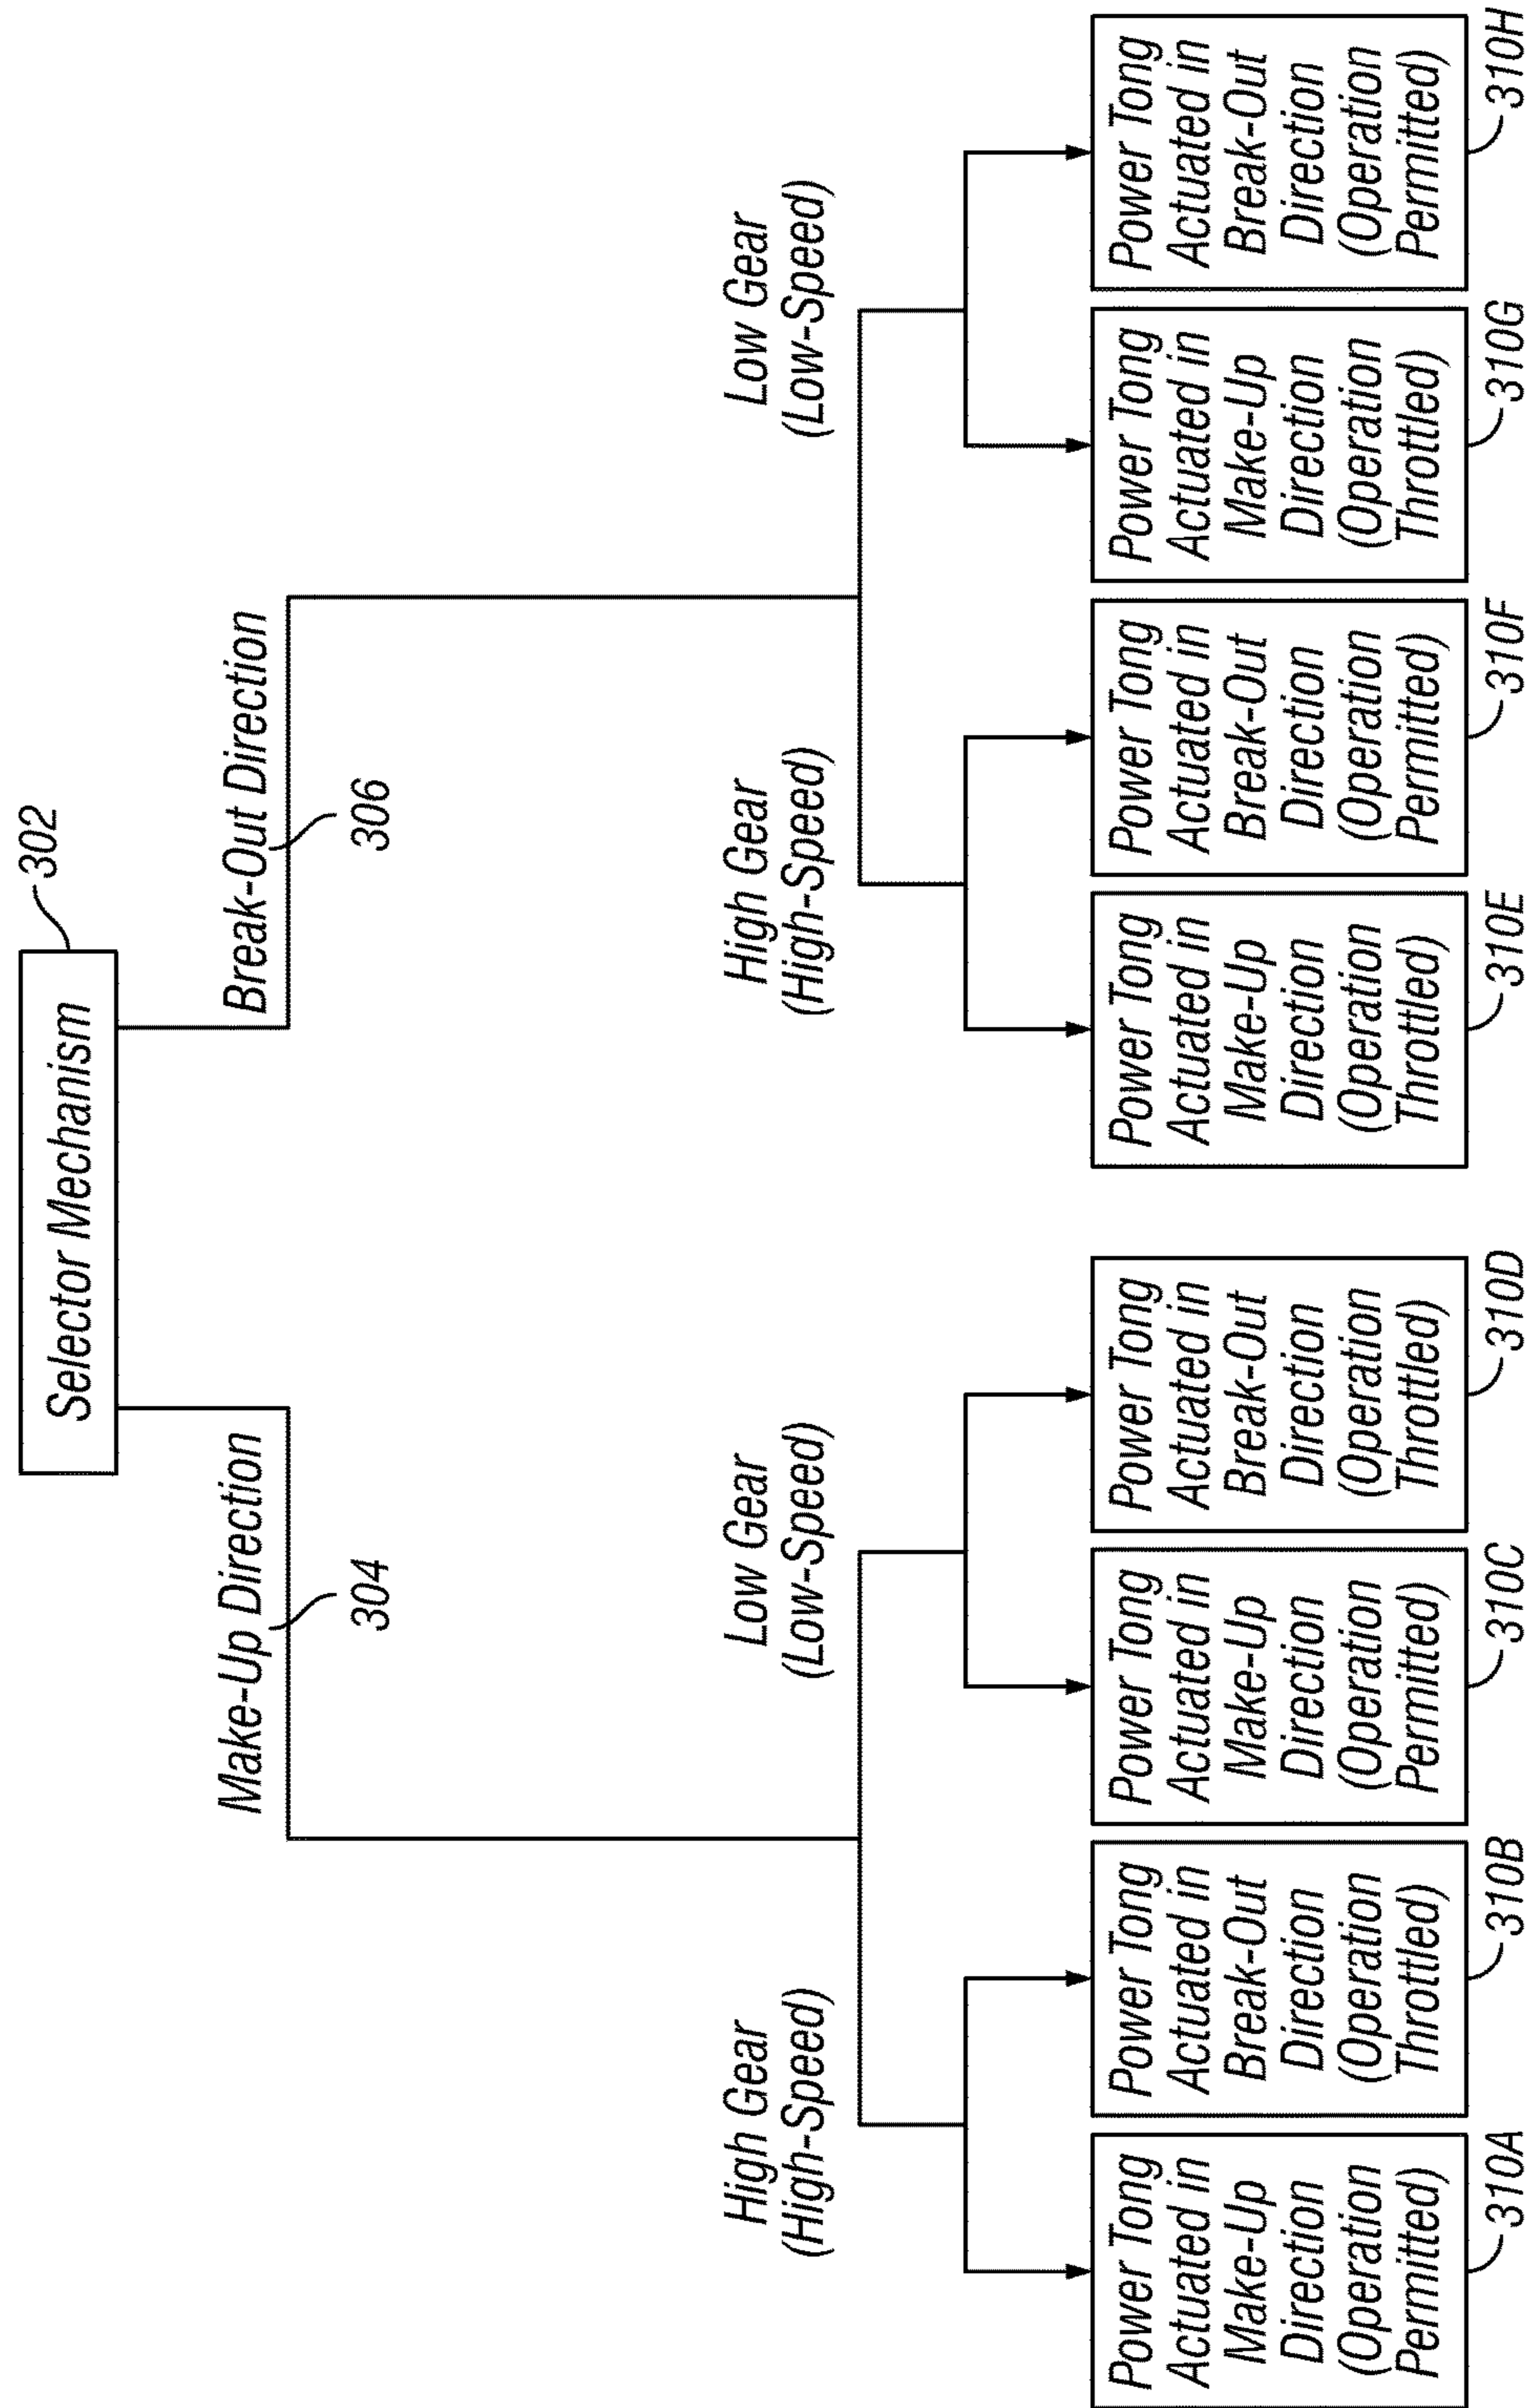 Selector Mechanism
302
Make-Up Direction
304
Break-Out Direction
306
High Gear
(High-Speed)
Low Gear
(Low-Speed)
High Gear
(High-Speed)
Low Gear
(Low-Speed)
Power Tong
Actuated in
Make-Up
Direction
(Operation
Permitted)
310A
Power Tong
Actuated in
Break-Out
Direction
(Operation
Throttled)
310B
Power Tong
Actuated in
Make-Up
Direction
(Operation
Permitted)
310C
Power Tong
Actuated in
Break-Out
Direction
(Operation
Throttled)
310D
Power Tong
Actuated in
Make-Up
Direction
(Operation
Throttled)
310E
Power Tong
Actuated in
Break-Out
Direction
(Operation
Permitted)
310F
Power Tong
Actuated in
Make-Up
Direction
(Operation
Throttled)
310G
Power Tong
Actuated in
Break-Out
Direction
(Operation
Permitted)
310H